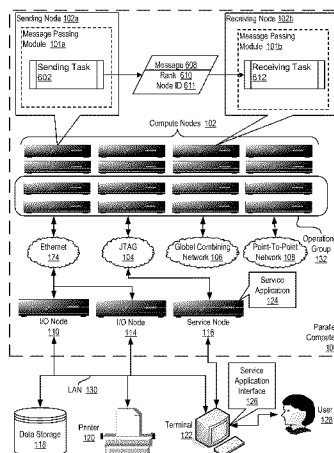 Sending Node 102a
Receiving Node 102b
Message Passing
Module 101a
Sending Task
602
Message 608
Rank 610
Node ID 611
Message Passing
Module 101b
Receiving Task
612
Compute Nodes 102
Ethernet
174
JTAG
104
Global Combining
Network 106
Point-To-Point
Network 108
Operation
Group
132
Service
Application
124
I/O Node
110
I/O Node
114
Service Node
116
Parallel
Compute
LAN 130
Service
Application
Interface
126
Data Storage
118
Printer
120
Terminal
122
User
128